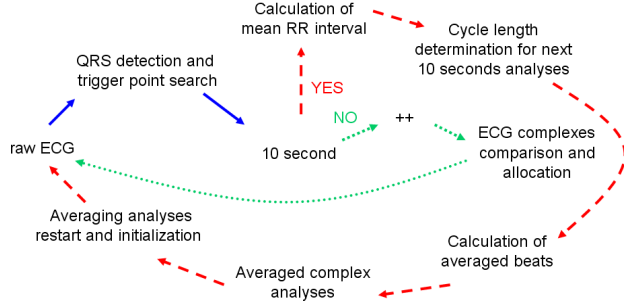 Calculation of
mean RR interval
Cycle length
determination for next
10 seconds analyses
QRS detection and
trigger point search
YES
NO
++
raw ECG
10 second
ECG complexes
comparison and
allocation
Averaging analyses
restart and initialization
Calculation of
averaged beats
Averaged complex
analyses